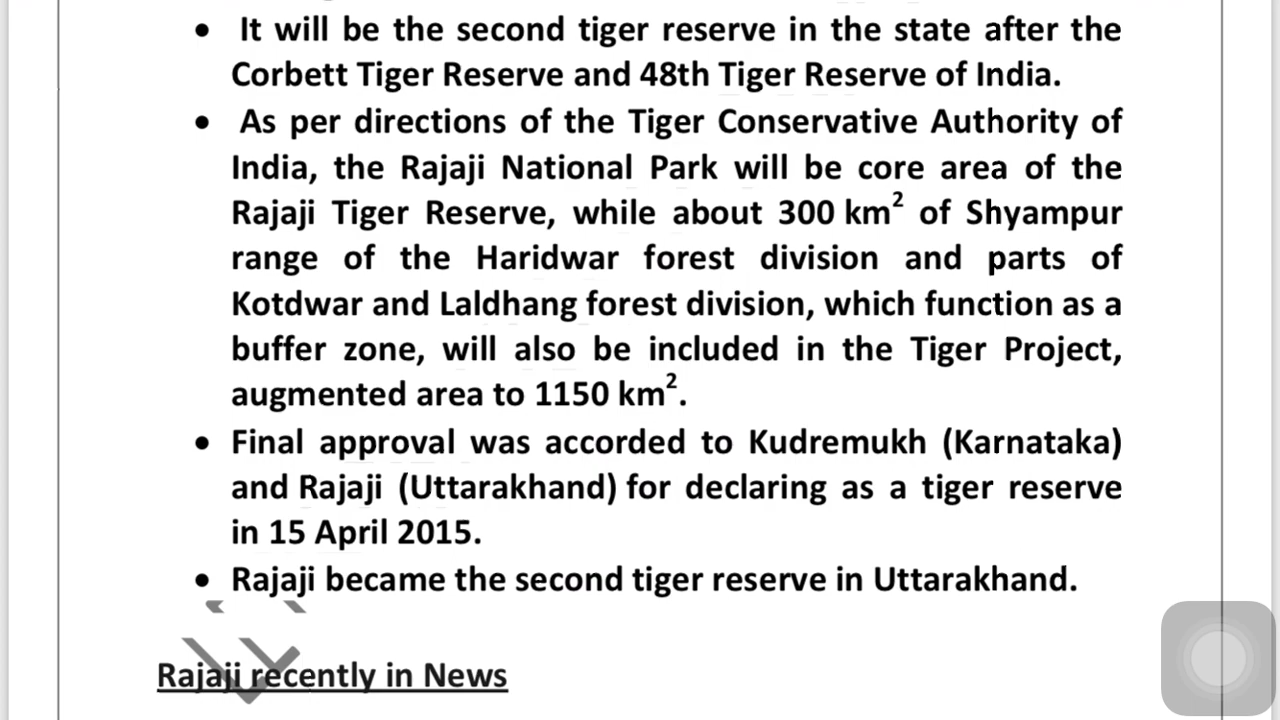 • It will be the second tiger reserve in the state after the
Corbett Tiger Reserve and 48th Tiger Reserve of India.
• As per directions of the Tiger Conservative Authority of
India, the Rajaji National Park will be core area of the
Rajaji Tiger Reserve, while about 300 km² of Shyampur
range of the Haridwar forest division and parts of
Kotdwar and Laldhang forest division, which function as a
buffer zone, will also be included in the Tiger Project,
augmented area to 1150 km².
• Final approval was accorded to Kudremukh (Karnataka)
and Rajaji (Uttarakhand) for declaring as a tiger reserve
in 15 April 2015.
• Rajaji became the second tiger reserve in Uttarakhand.
Rajaji recently in News